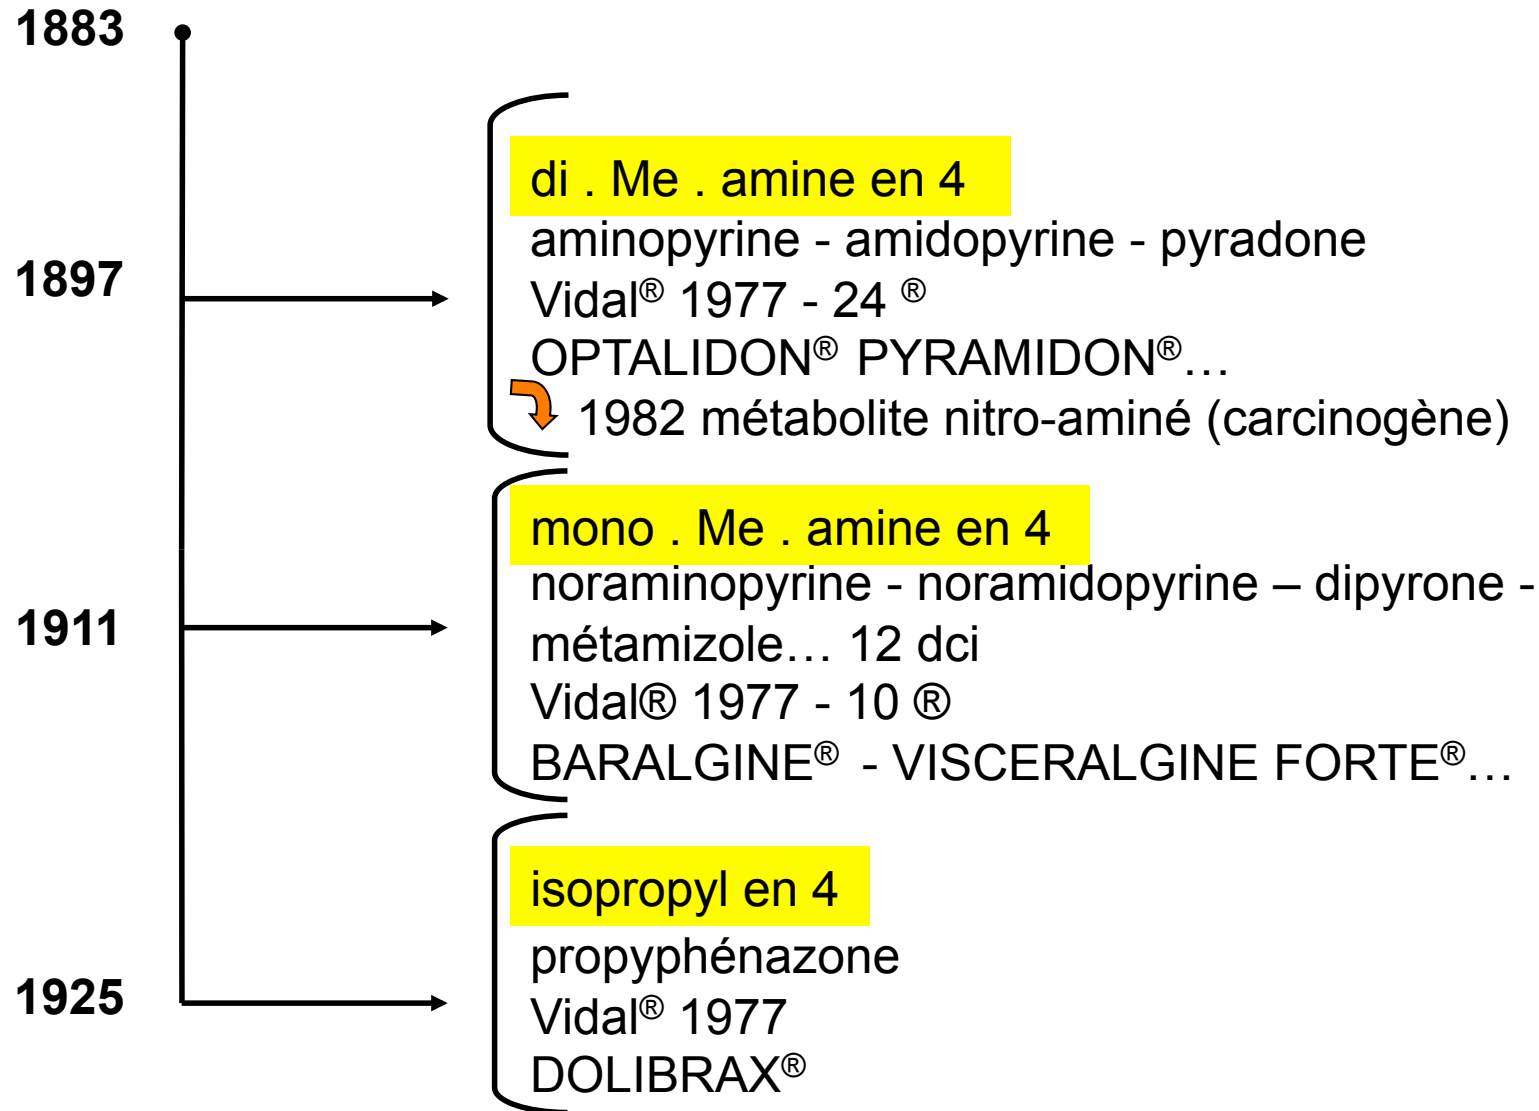 1883
di . Me . amine en 4
aminopyrine - amidopyrine - pyradone
1897
Vidal® 1977 - 24 ®
OPTALIDON® PYRAMIDON®…
1982 métabolite nitro-aminé (carcinogène)
mono . Me . amine en 4
noraminopyrine - noramidopyrine – dipyrone -
1911
métamizole… 12 dci
Vidal® 1977 - 10 ®
BARALGINE® - VISCERALGINE FORTE®…
isopropyl en 4
propyphénazone
1925
Vidal® 1977
DOLIBRAX®